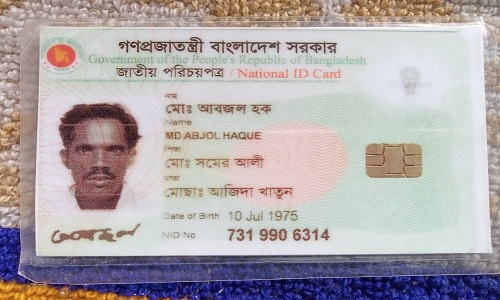 গণপ্রজাতন্ত্রী বাংলাদেশ সরকার
Government of the People's Republic of Bangladesh
জাতীয় পরিচয়পত্র / National ID Card
নাম
মোঃ আবজল হক
Name
MD ABJOL HAQUE
পিতা
মোঃ সমের আলী
মাতা
মোছাঃ আজিদা খাতুন
Date of Birth 10 Jul 1975
NID No. 731 990 6314